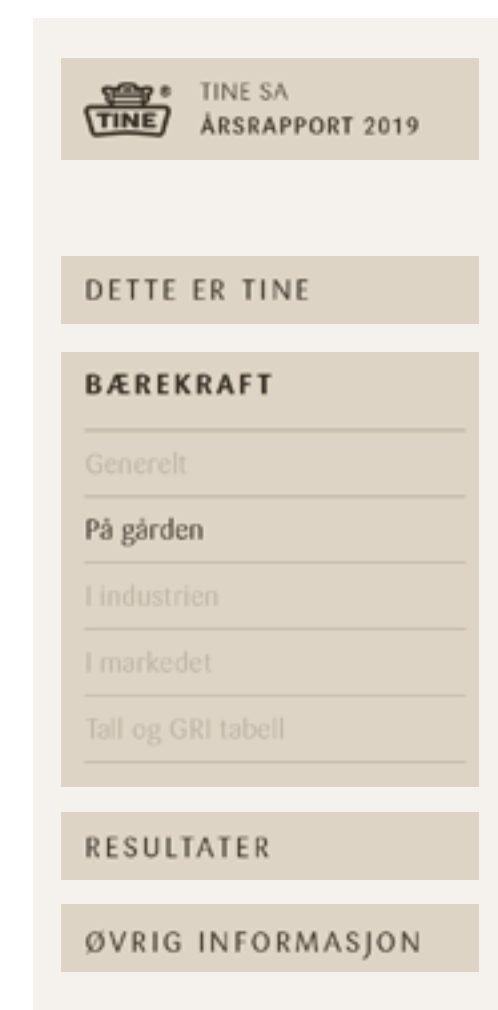 TINE®
TINE SA
ÅRSRAPPORT 2019
DETTE ER TINE
BÆREKRAFT
Generelt
På gården
I industrien
I markedet
Tall og GRI tabell
RESULTATER
ØVRIG INFORMASJON